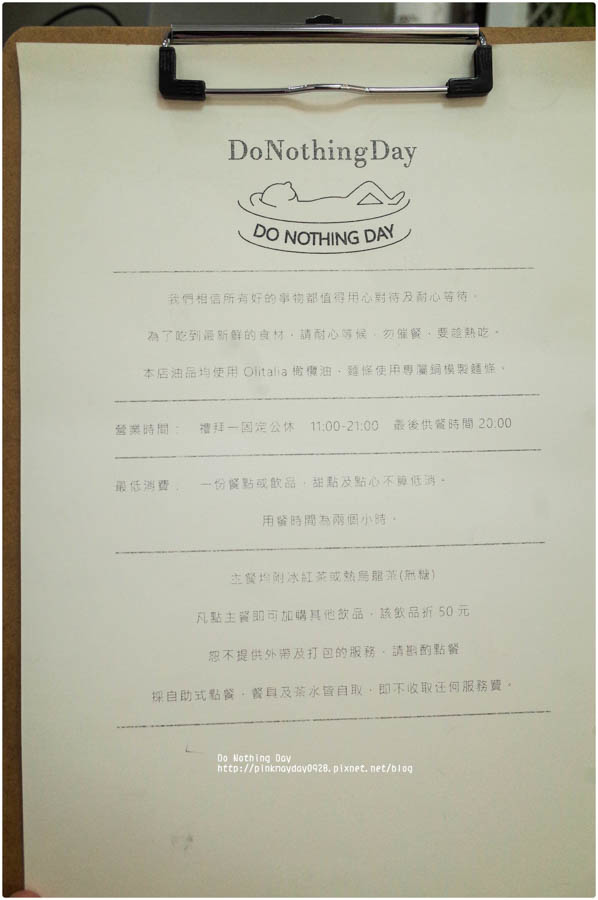 DoNothingDay
DO NOTHING DAY
我們相信所有好的事物都值得用心對待及耐心等待。
為了吃到最新鮮的食材，請耐心等候，勿催餐，要趁熱吃。
本店油品均使用 Olitalia 橄欖油，麵條使用專屬銅模製麵條。
營業時間： 禮拜一固定公休 11:00-21:00 最後供餐時間 20:00
最低消費： 一份餐點或飲品，甜點及點心不算低消。
用餐時間為兩個小時。
主餐均附冰紅茶或熱烏龍茶(無糖)
凡點主餐即可加購其他飲品，該飲品折 50 元
恕不提供外帶及打包的服務，請斟酌點餐
採自助式點餐，餐具及茶水皆自取，即不收取任何服務費。
Do Nothing Day
http://pinkmayday0928.pixnet.net/blog